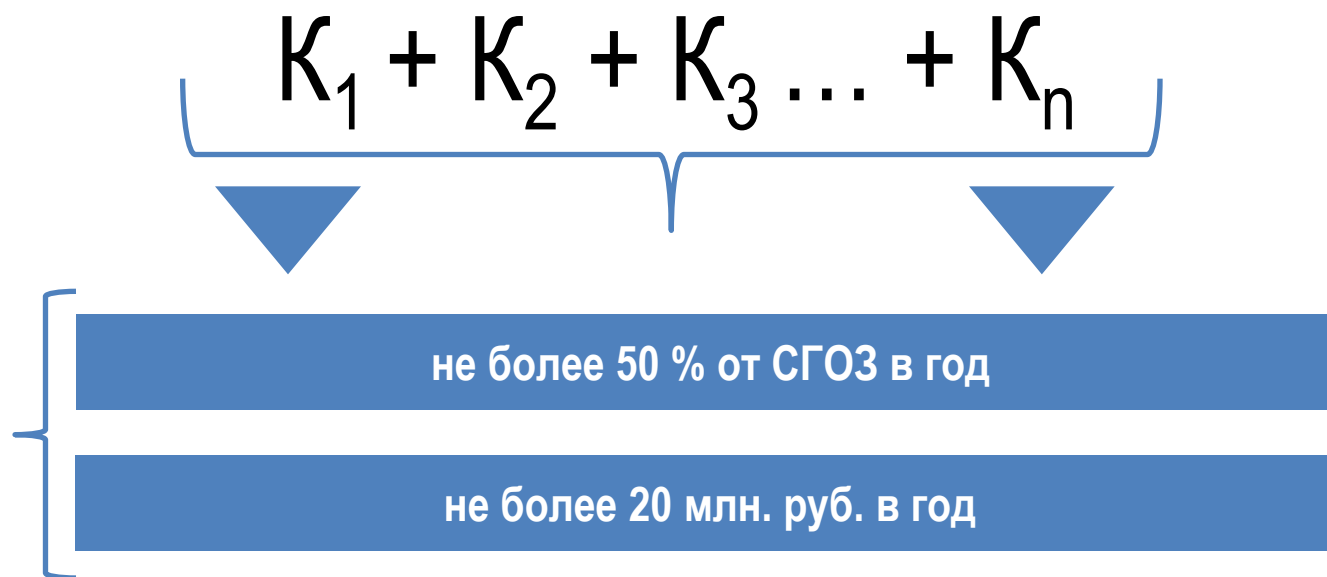 К₁ + К₂ + К₃ … + Кₙ
не более 50 % от СГОЗ в год
не более 20 млн. руб. в год